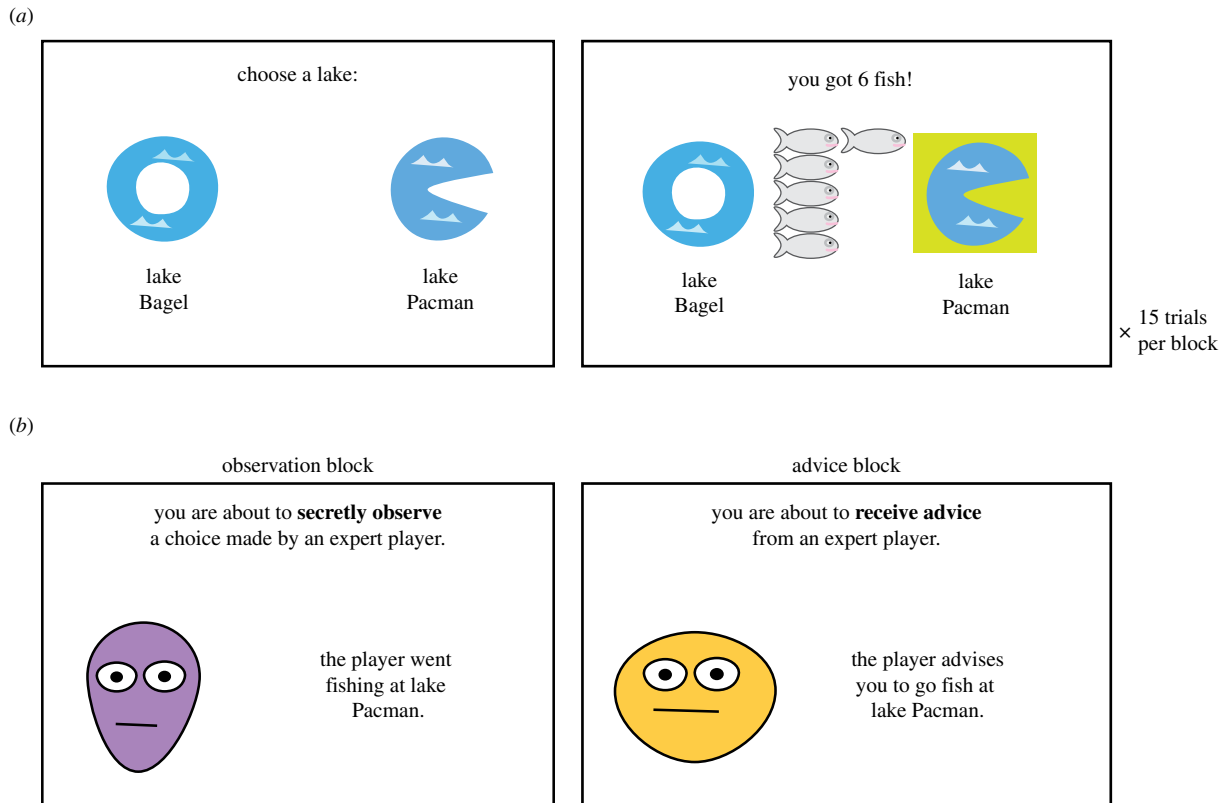 (a)
choose a lake:
lake
Bagel
lake
Pacman
you got 6 fish!
lake
Bagel
lake
Pacman
× 15 trials
per block
(b)
observation block
you are about to secretly observe
a choice made by an expert player.
the player went
fishing at lake
Pacman.
advice block
you are about to receive advice
from an expert player.
the player advises
you to go fish at
lake Pacman.